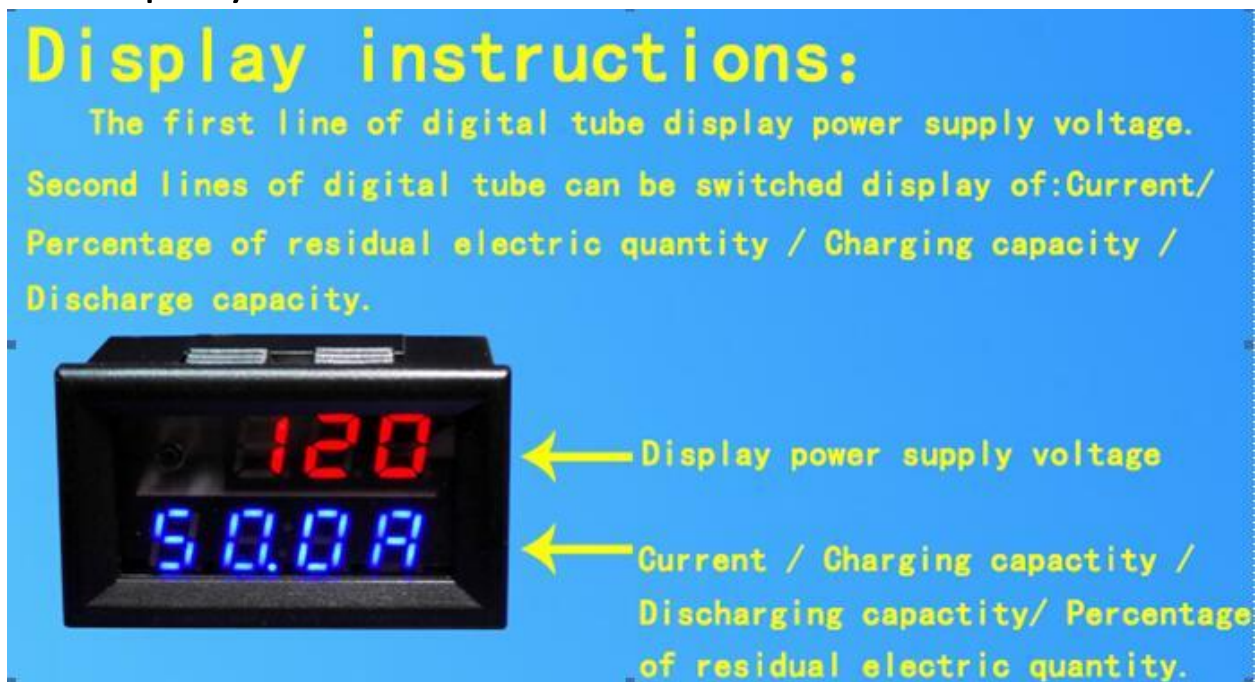 Display instructions:
The first line of digital tube display power supply voltage.
Second lines of digital tube can be switched display of:Current/
Percentage of residual electric quantity / Charging capacity /
Discharge capacity.
120
50.0A
Display power supply voltage
Current / Charging capactity /
Discharging capactity/ Percentage
of residual electric quantity.